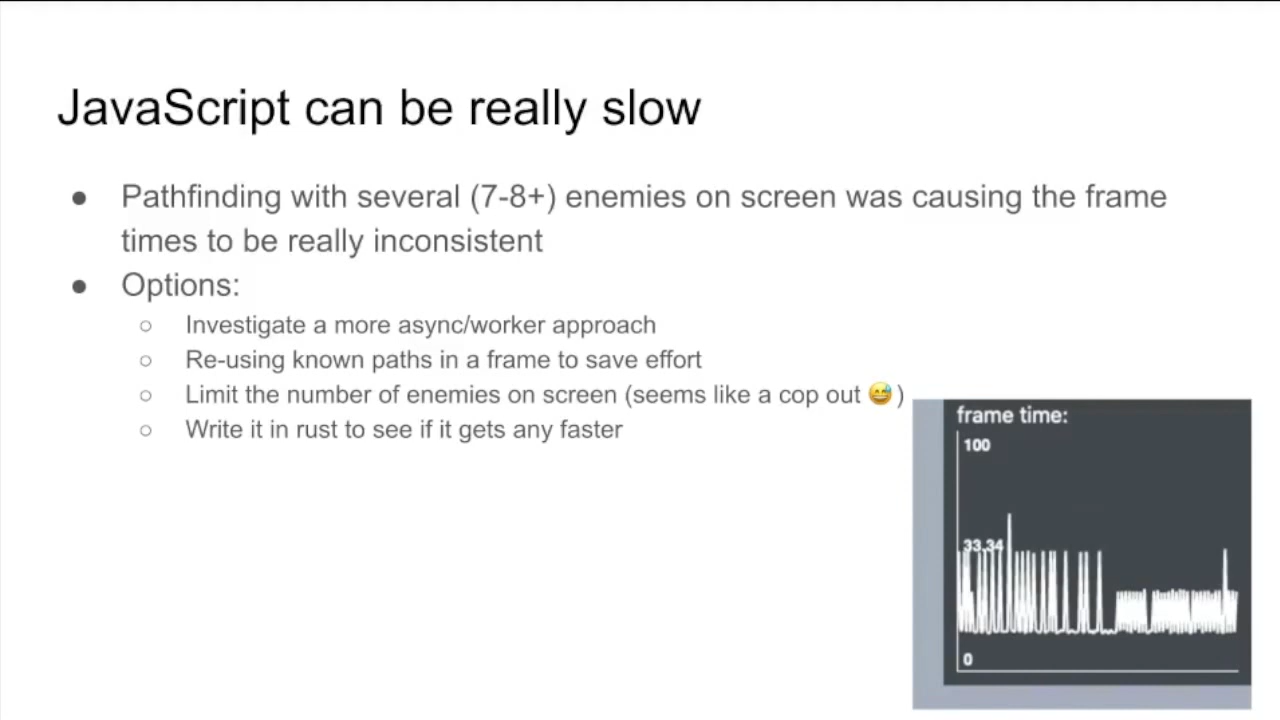 JavaScript can be really slow
● Pathfinding with several (7-8+) enemies on screen was causing the frame
times to be really inconsistent
● Options:
○ Investigate a more async/worker approach
○ Re-using known paths in a frame to save effort
○ Limit the number of enemies on screen (seems like a cop out 😅)
○ Write it in rust to see if it gets any faster
frame time:
100
33.34
0